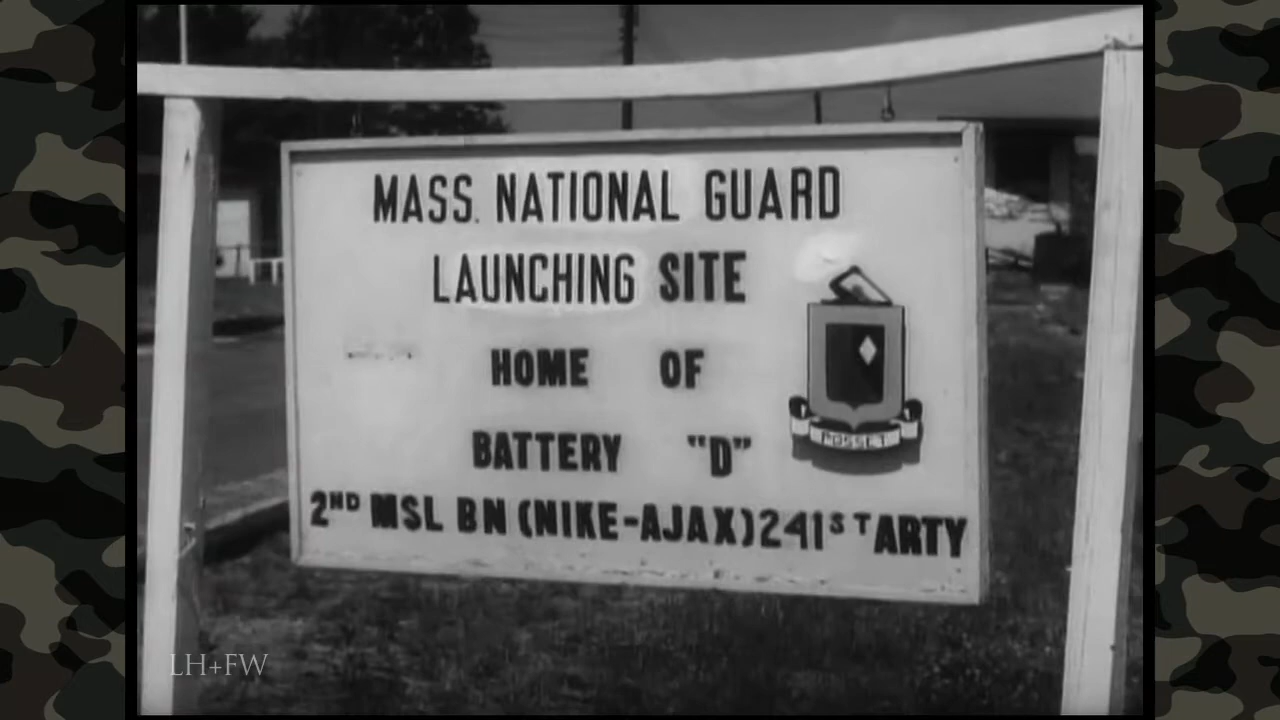 MASS. NATIONAL GUARD
LAUNCHING SITE
HOME OF
BATTERY "D"
2ND MSL BN (NIKE-AJAX) 241ST ARTY
POSSET
LH+FW